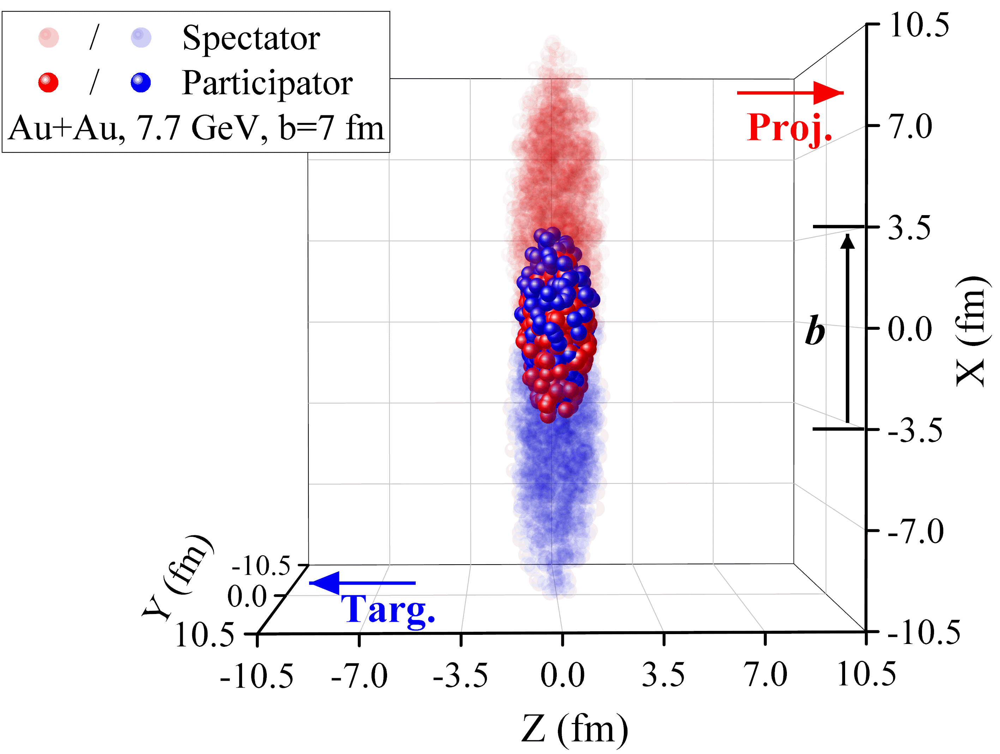 / Spectator
/ Participator
Au+Au, 7.7 GeV, b=7 fm
Proj.
10.5
7.0
3.5
0.0
-3.5
-7.0
-10.5
X (fm)
b
Targ.
Y (fm)
-10.5
0.0
10.5
-10.5 -7.0 -3.5 0.0 3.5 7.0 10.5
Z (fm)